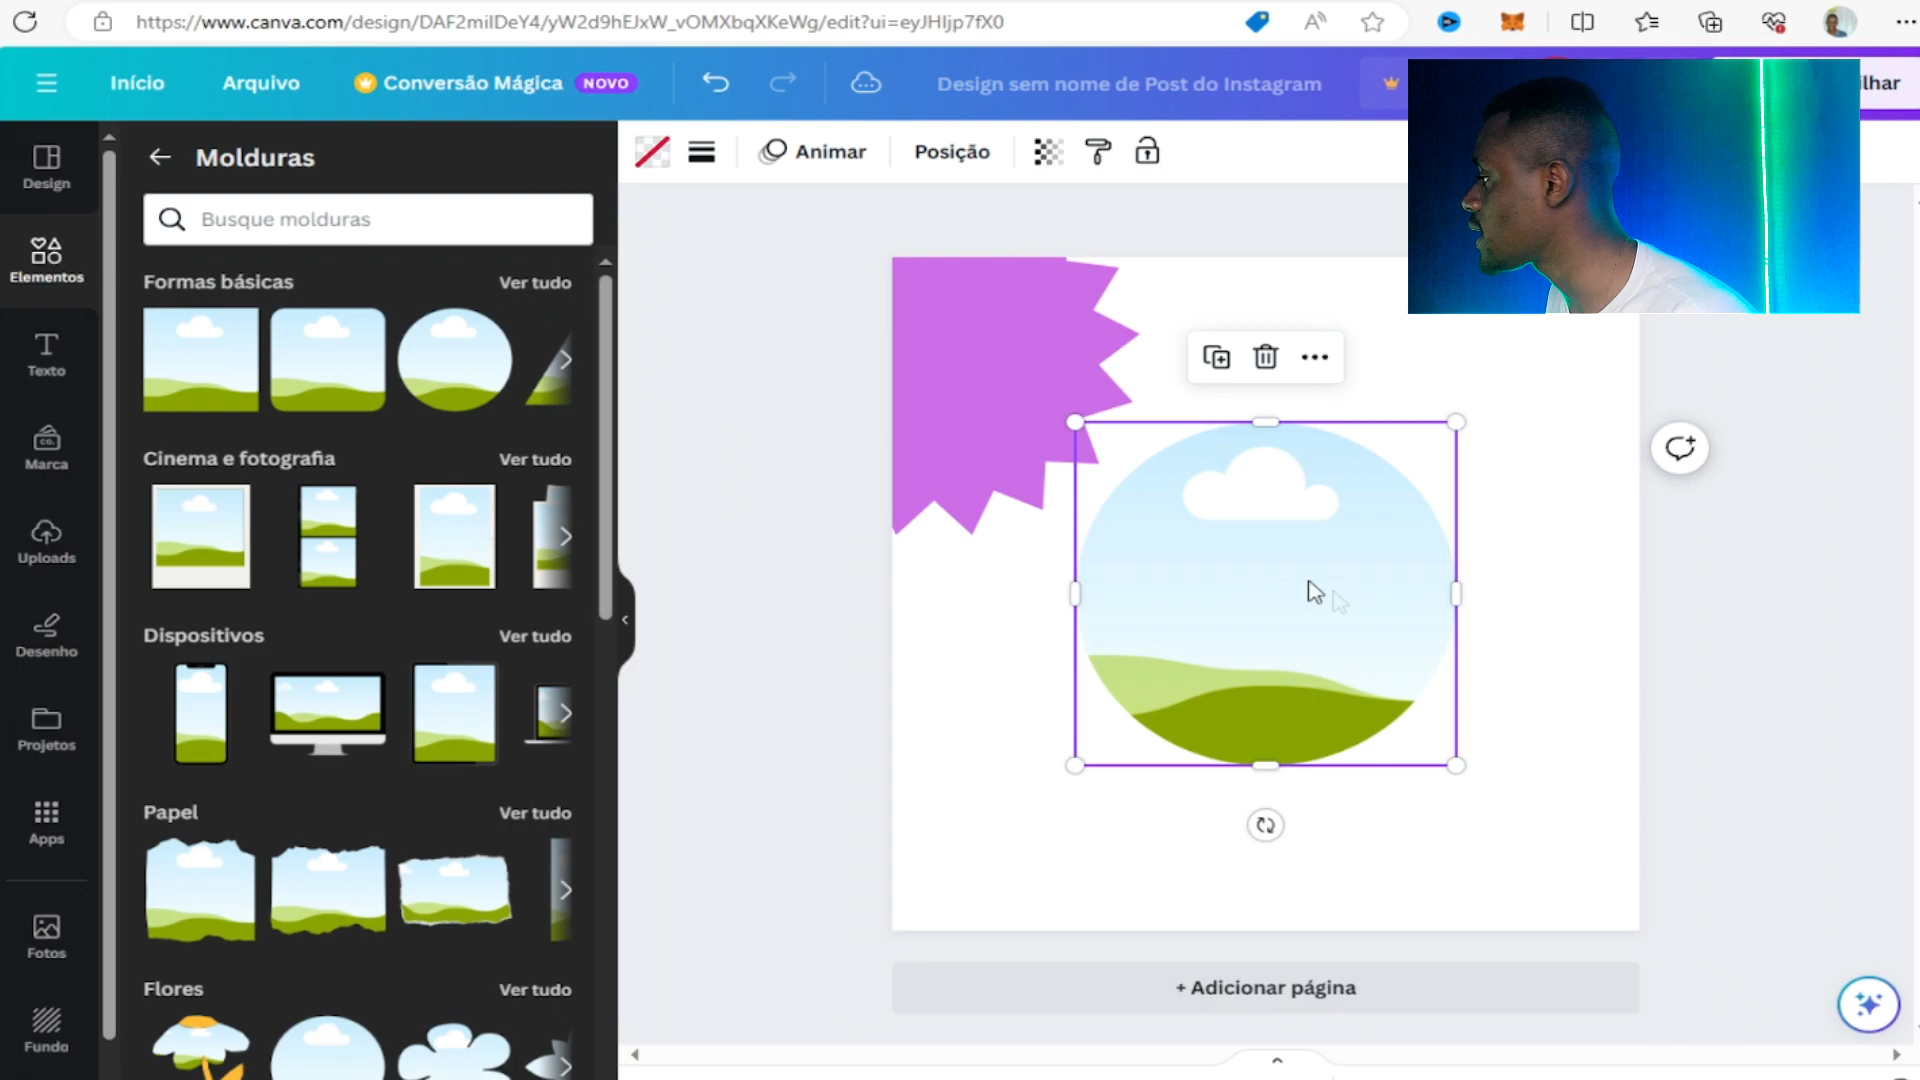 https://www.canva.com/design/DAF2milDeY4/yW2d9hEJxW_vOMXbqXKeWg/edit?ui=eyJHIjp7fX0
Início
Arquivo
Conversão Mágica
NOVO
Design sem nome de Post do Instagram
lhar
Design
Elementos
Texto
Marca
CO.
Uploads
Desenho
Projetos
Apps
Fotos
Fundo
Molduras
Busque molduras
Formas básicas
Ver tudo
Cinema e fotografia
Ver tudo
Dispositivos
Ver tudo
Papel
Ver tudo
Flores
Ver tudo
Animar
Posição
+ Adicionar página